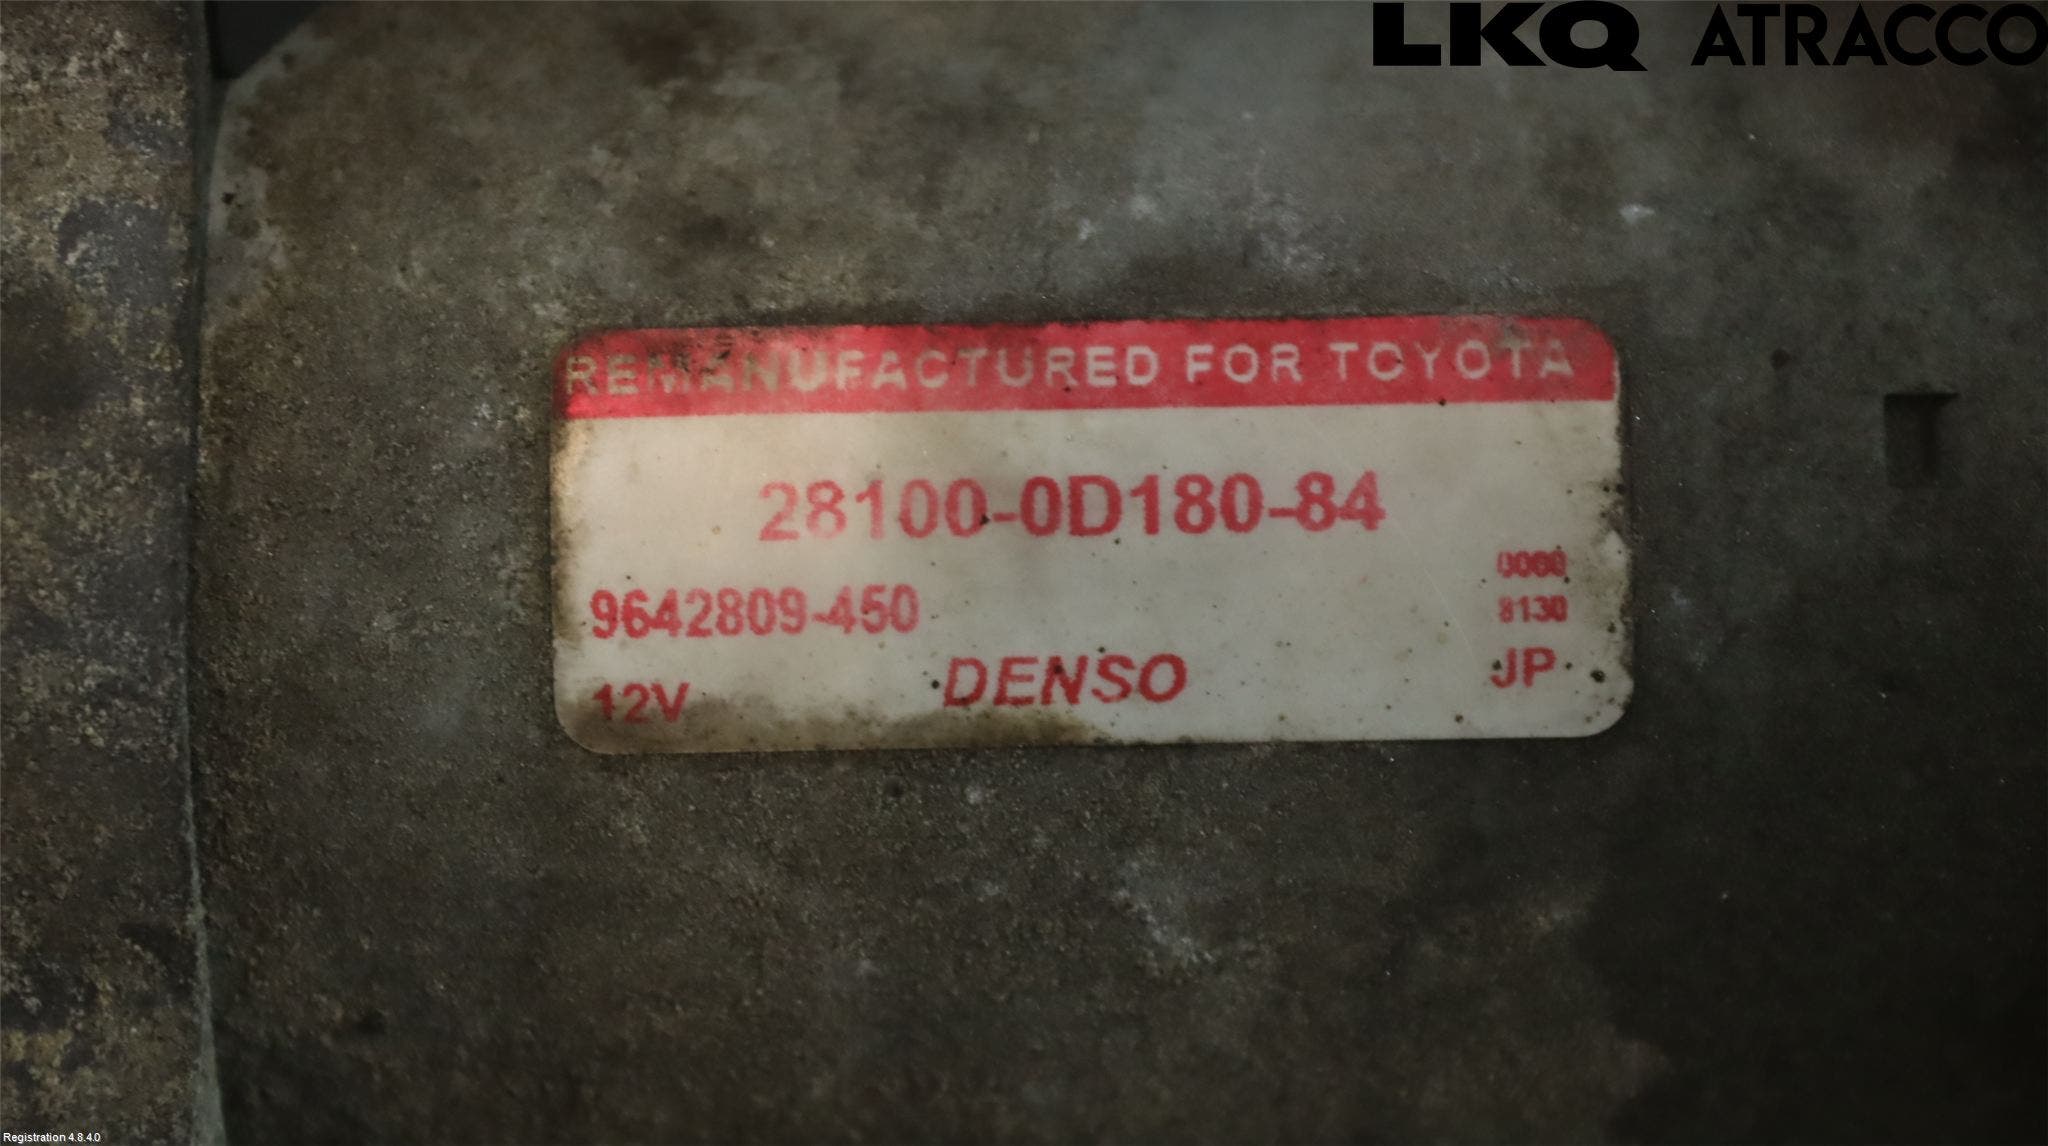 LKQ ATRACCO
REMANUFACTURED FOR TOYOTA
28100-0D180-84
9642809-450
8130
12V
DENSO
JP
Registration 4.8.4.0